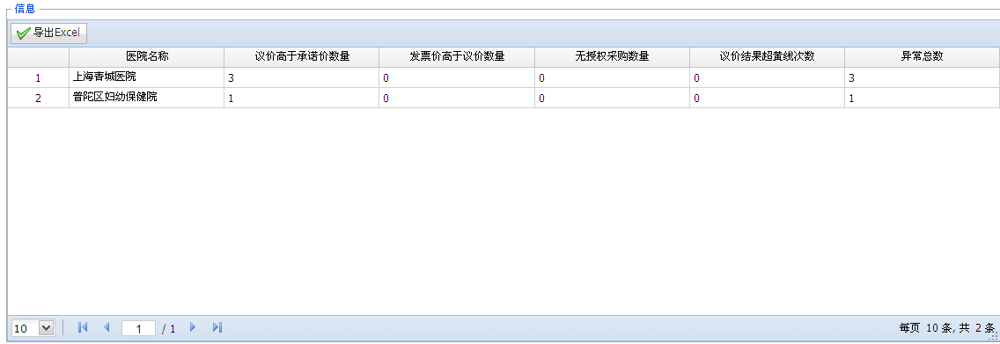 信息
导出Excel
医院名称 议价高于承诺价数量 发票价高于议价数量 无授权采购数量 议价结果超黄线次数 异常总数
1 上海青城医院 3 0 0 0 3
2 普陀区妇幼保健院 1 0 0 0 1
10 1 / 1 每页 10 条, 共 2 条